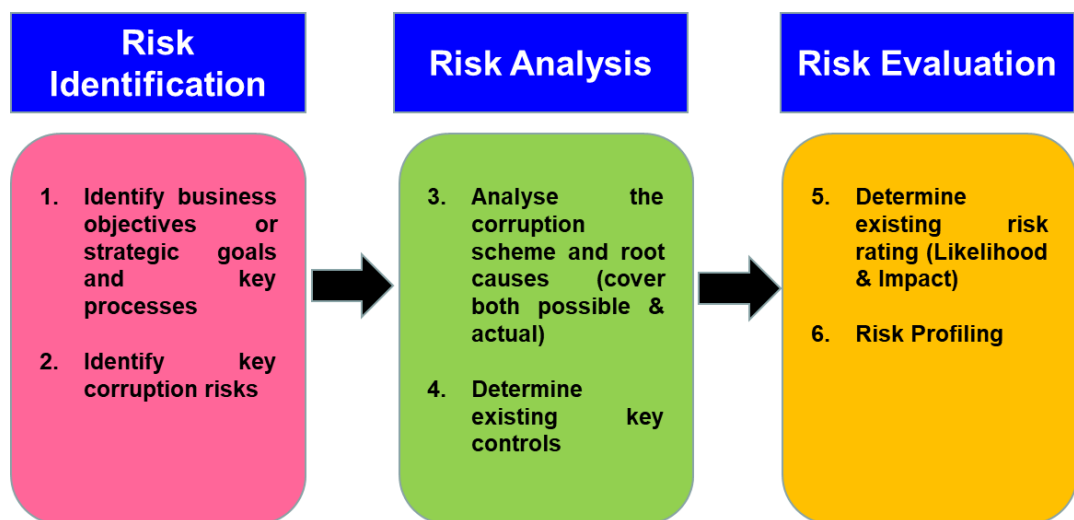 Risk
Identification
1. Identify business
objectives or
strategic goals
and key
processes
2. Identify key
corruption risks
Risk Analysis
3. Analyse the
corruption
scheme and root
causes (cover
both possible &
actual)
4. Determine
existing key
controls
Risk Evaluation
5. Determine
existing risk
rating (Likelihood
& Impact)
6. Risk Profiling